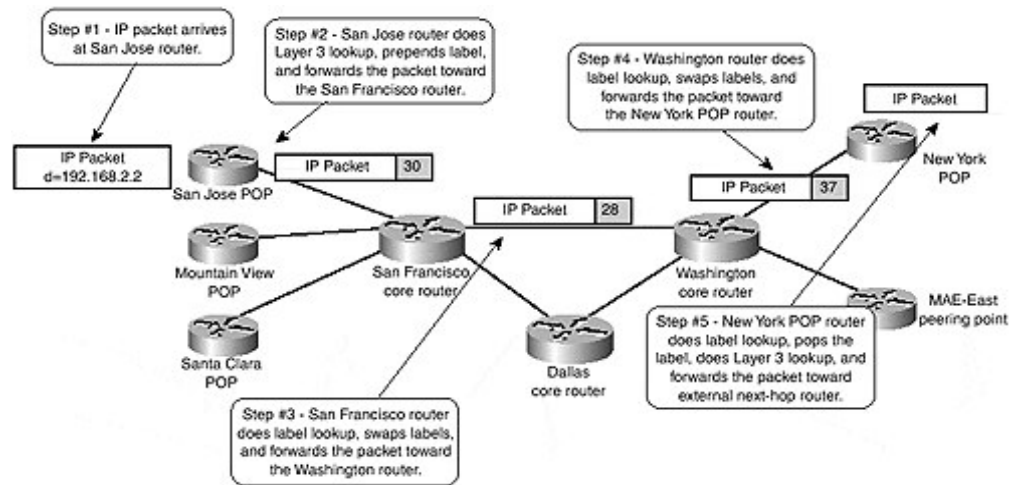 Step #1 - IP packet arrives
at San Jose router.
Step #2 - San Jose router does
Layer 3 lookup, prepends label,
and forwards the packet toward
the San Francisco router.
Step #4 - Washington router does
label lookup, swaps labels, and
forwards the packet toward
the New York POP router.
IP Packet
IP Packet
d=192.168.2.2
San Jose POP
IP Packet 30
New York
POP
IP Packet 37
IP Packet 28
Mountain View
POP
San Francisco
core router
Washington
core router
MAE-East
peering point
Santa Clara
POP
Dallas
core router
Step #5 - New York POP router
does label lookup, pops the
label, does Layer 3 lookup, and
forwards the packet toward
external next-hop router.
Step #3 - San Francisco router
does label lookup, swaps labels,
and forwards the packet toward
the Washington router.